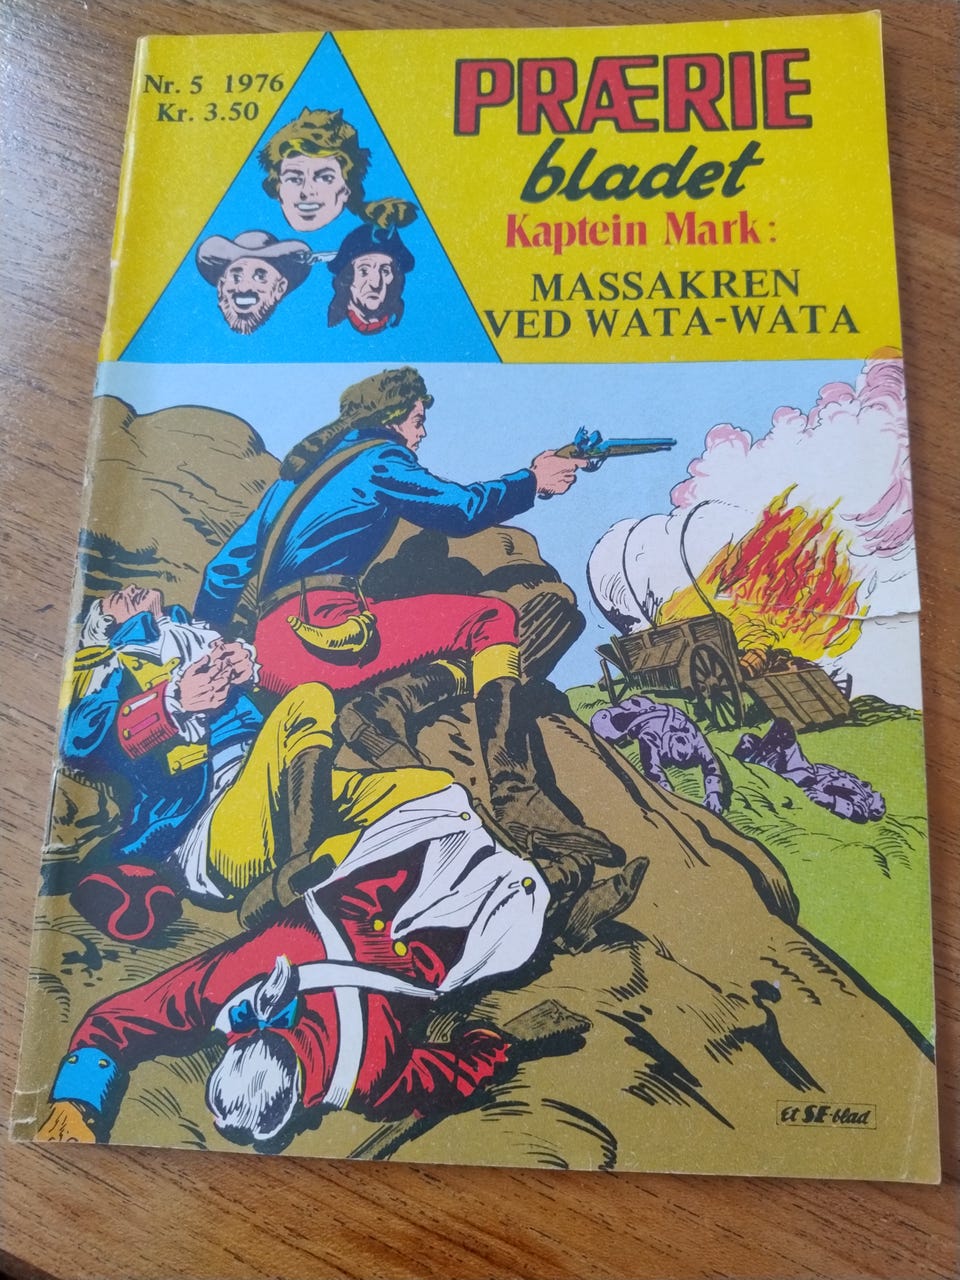 Nr. 5 1976
Kr. 3.50
PRÆRIE
bladet
Kaptein Mark:
MASSAKREN
VED WATA-WATA
Et SE-blad